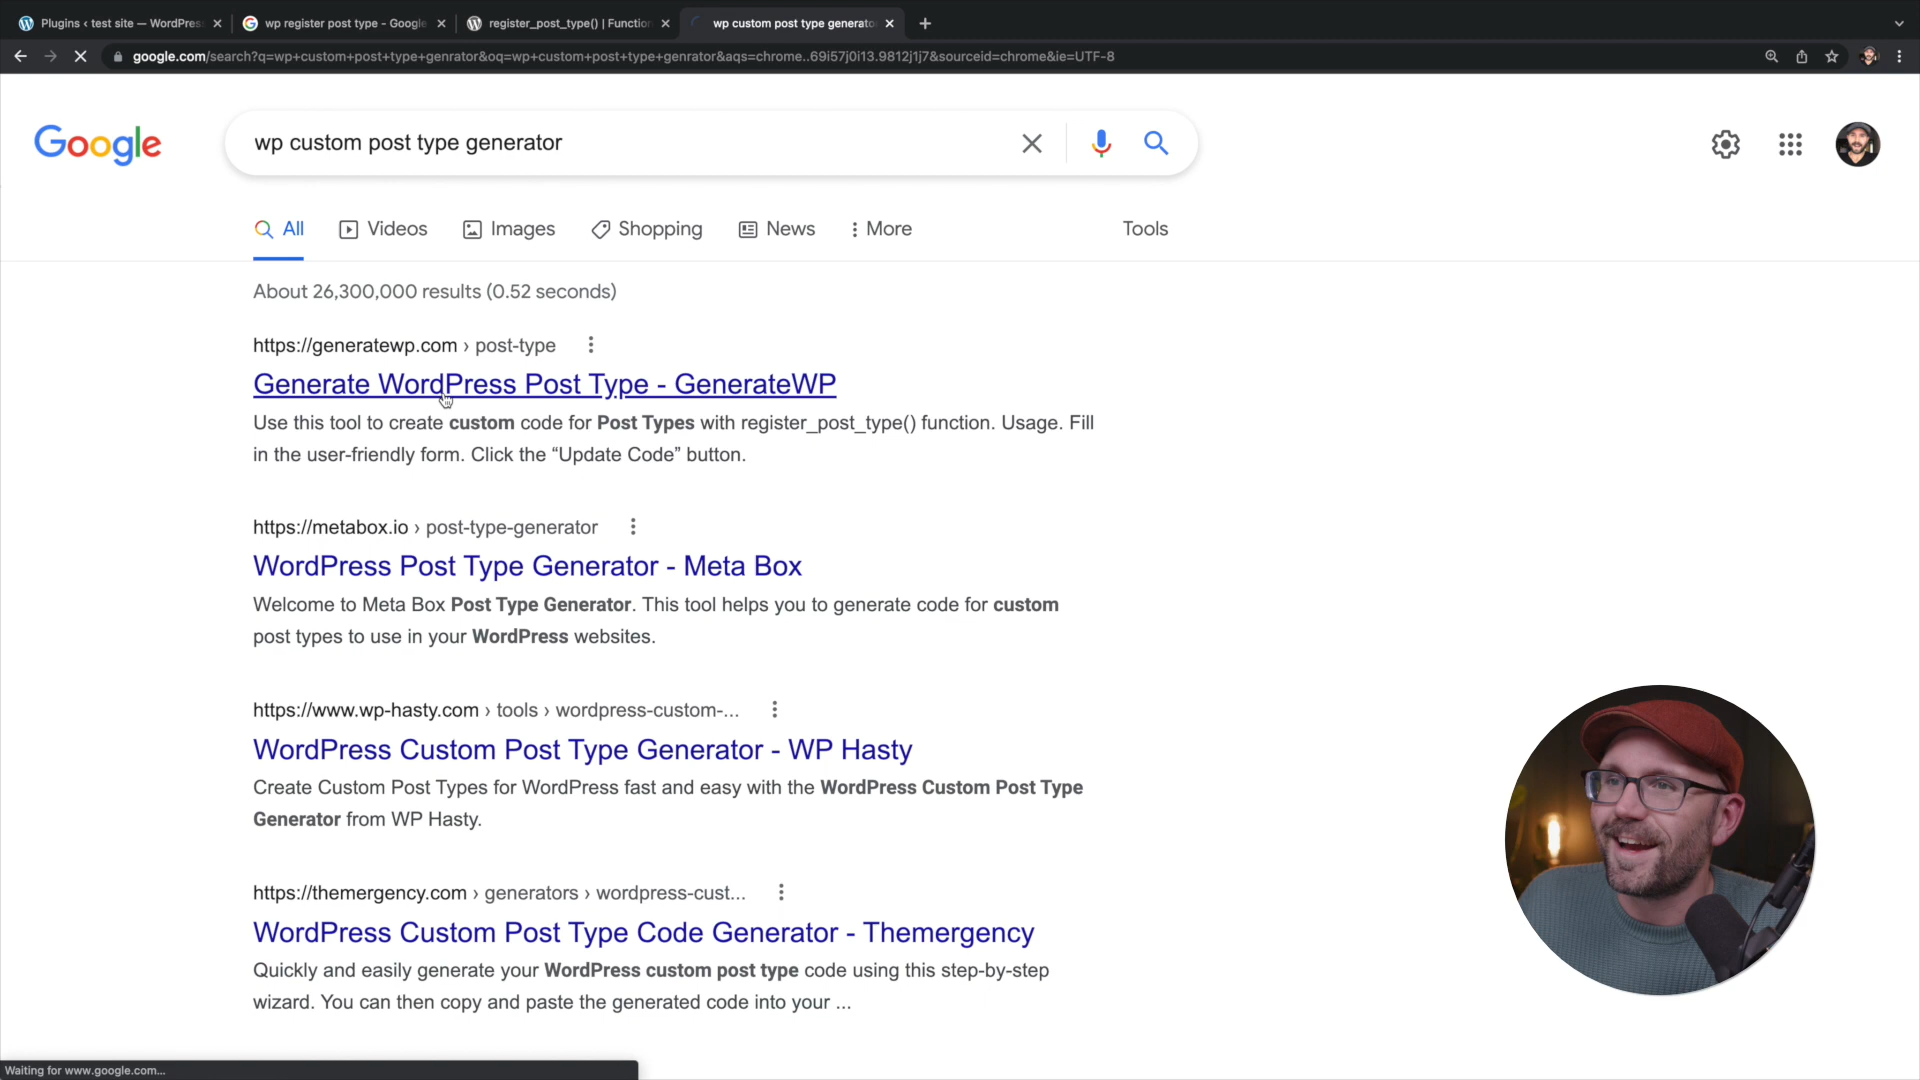 Plugins ‹ test site — WordPress
wp register post type - Google
register_post_type() | Function
wp custom post type generator
google.com/search?q=wp+custom+post+type+genrator&oq=wp+custom+post+type+genrator&aqs=chrome..69i57j0i13.9812j1j7&sourceid=chrome&ie=UTF-8
Google
wp custom post type generator
All
Videos
Images
Shopping
News
More
Tools
About 26,300,000 results (0.52 seconds)
https://generatewp.com › post-type
Generate WordPress Post Type - GenerateWP
Use this tool to create custom code for Post Types with register_post_type() function. Usage. Fill
in the user-friendly form. Click the “Update Code” button.
https://metabox.io › post-type-generator
WordPress Post Type Generator - Meta Box
Welcome to Meta Box Post Type Generator. This tool helps you to generate code for custom
post types to use in your WordPress websites.
https://www.wp-hasty.com › tools › wordpress-custom-...
WordPress Custom Post Type Generator - WP Hasty
Create Custom Post Types for WordPress fast and easy with the WordPress Custom Post Type
Generator from WP Hasty.
https://themergency.com › generators › wordpress-cust...
WordPress Custom Post Type Code Generator - Themergency
Quickly and easily generate your WordPress custom post type code using this step-by-step
wizard. You can then copy and paste the generated code into your ...
Waiting for www.google.com...